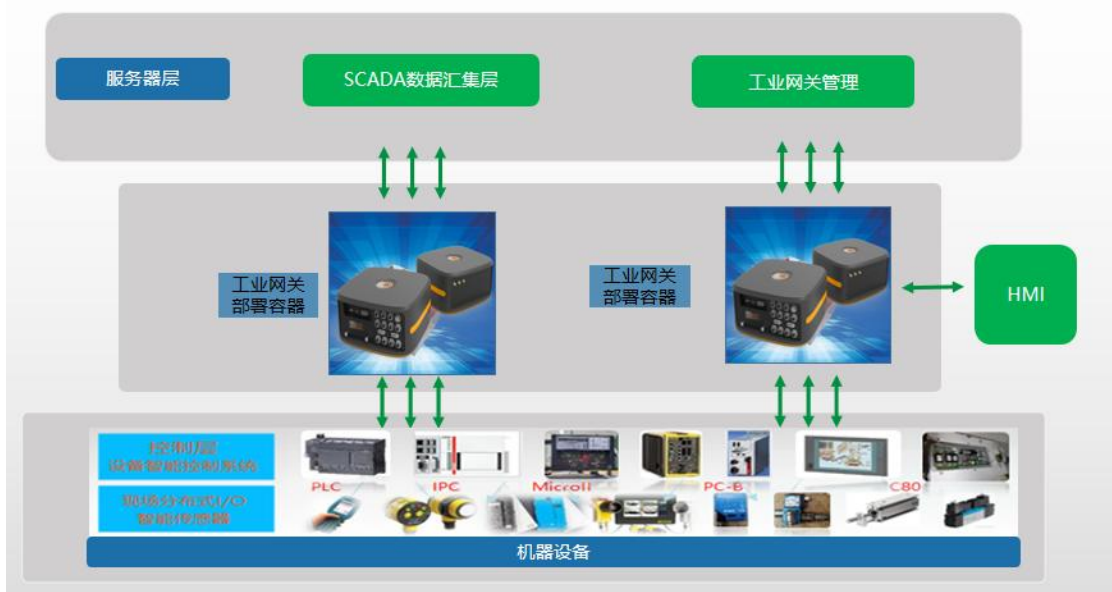 服务器层
SCADA数据汇集层
工业网关管理
工业网关
部署容器
工业网关
部署容器
HMI
控制层
设备智能控制系统
PLC
IPC
MicroII
PC-B
C80
现场分布式I/O
智能传感器
机器设备